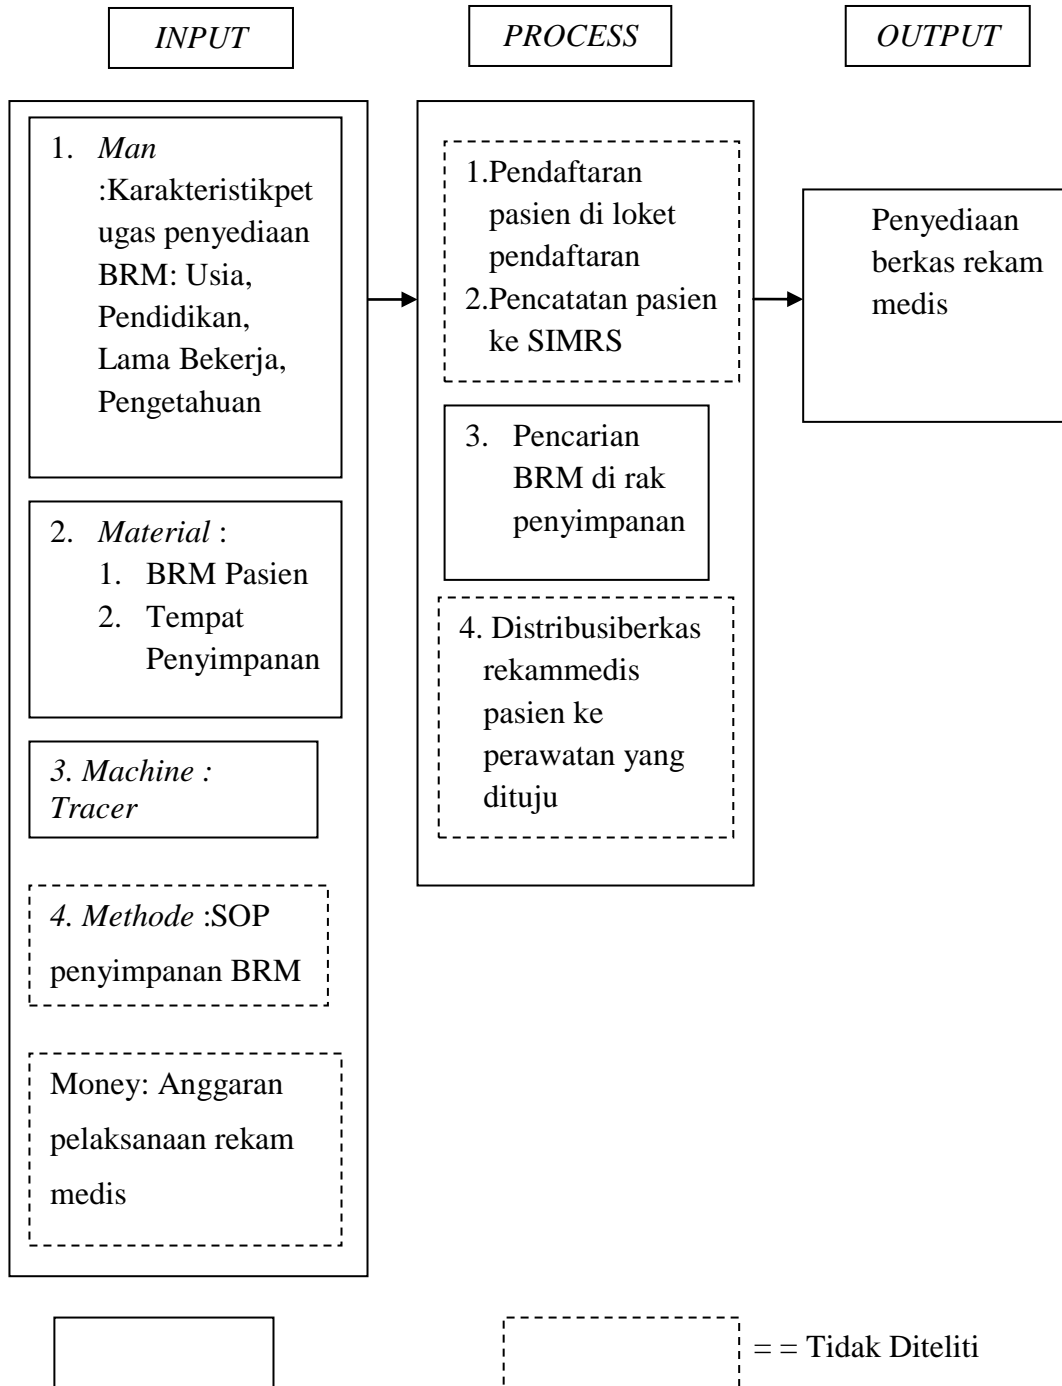 INPUT
PROCESS
OUTPUT
1. Man
:Karakteristikpet
ugas penyediaan
BRM: Usia,
Pendidikan,
Lama Bekerja,
Pengetahuan
2. Material :
1. BRM Pasien
2. Tempat
Penyimpanan
3. Machine :
Tracer
4. Methode :SOP
penyimpanan BRM
Money: Anggaran
pelaksanaan rekam
medis
1.Pendaftaran
pasien di loket
pendaftaran
2.Pencatatan pasien
ke SIMRS
3. Pencarian
BRM di rak
penyimpanan
4. Distribusiberkas
rekammedis
pasien ke
perawatan yang
dituju
Penyediaan
berkas rekam
medis
= = Tidak Diteliti